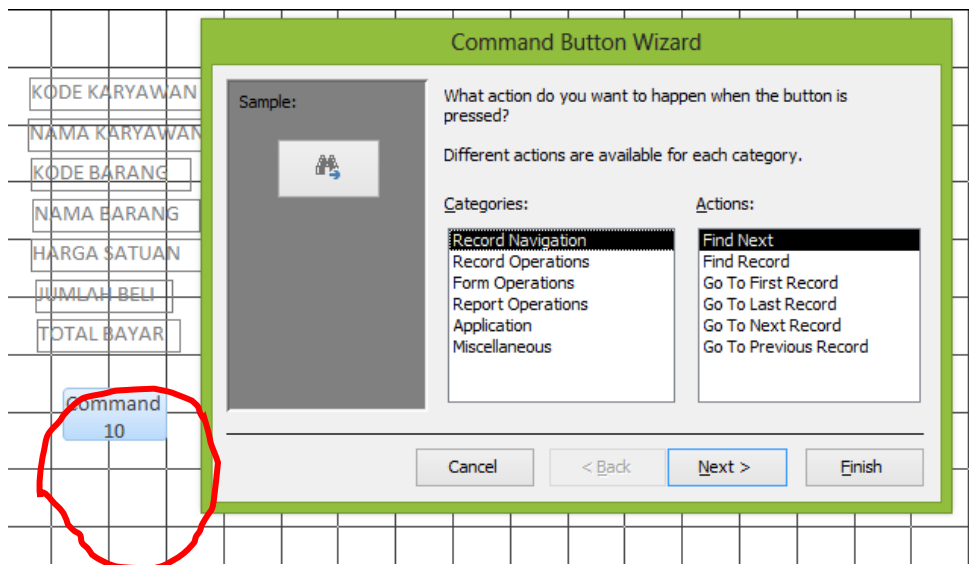 Command Button Wizard
KODE KARYAWAN
NAMA KARYAWAN
KODE BARANG
NAMA BARANG
HARGA SATUAN
JUMLAH BELI
TOTAL BAYAR
Command
10
Sample:
What action do you want to happen when the button is
pressed?
Different actions are available for each category.
Categories:
Record Navigation
Record Operations
Form Operations
Report Operations
Application
Miscellaneous
Actions:
Find Next
Find Record
Go To First Record
Go To Last Record
Go To Next Record
Go To Previous Record
Cancel
< Back
Next >
Finish